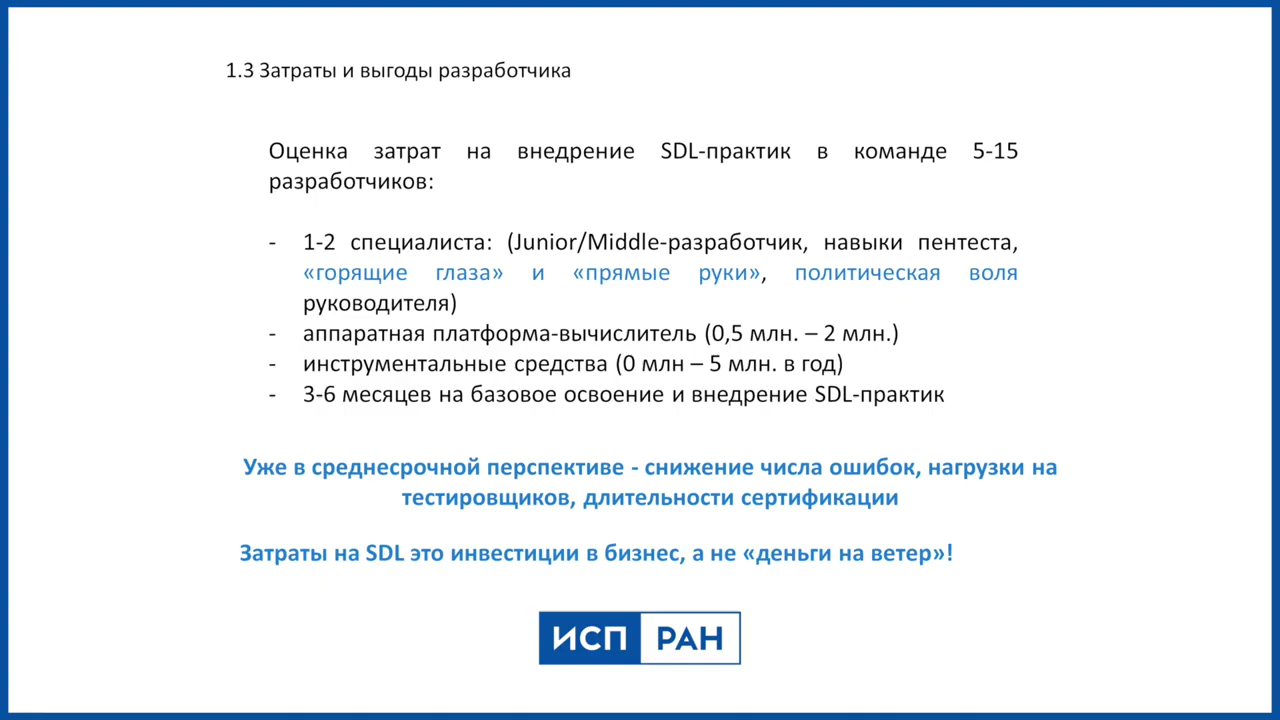 1.3 Затраты и выгоды разработчика
Оценка затрат на внедрение SDL-практик в команде 5-15
разработчиков:
- 1-2 специалиста: (Junior/Middle-разработчик, навыки пентеста,
«горящие глаза» и «прямые руки», политическая воля
руководителя)
- аппаратная платформа-вычислитель (0,5 млн. – 2 млн.)
- инструментальные средства (0 млн – 5 млн. в год)
- 3-6 месяцев на базовое освоение и внедрение SDL-практик
Уже в среднесрочной перспективе - снижение числа ошибок, нагрузки на
тестировщиков, длительности сертификации
Затраты на SDL это инвестиции в бизнес, а не «деньги на ветер»!
ИСП РАН